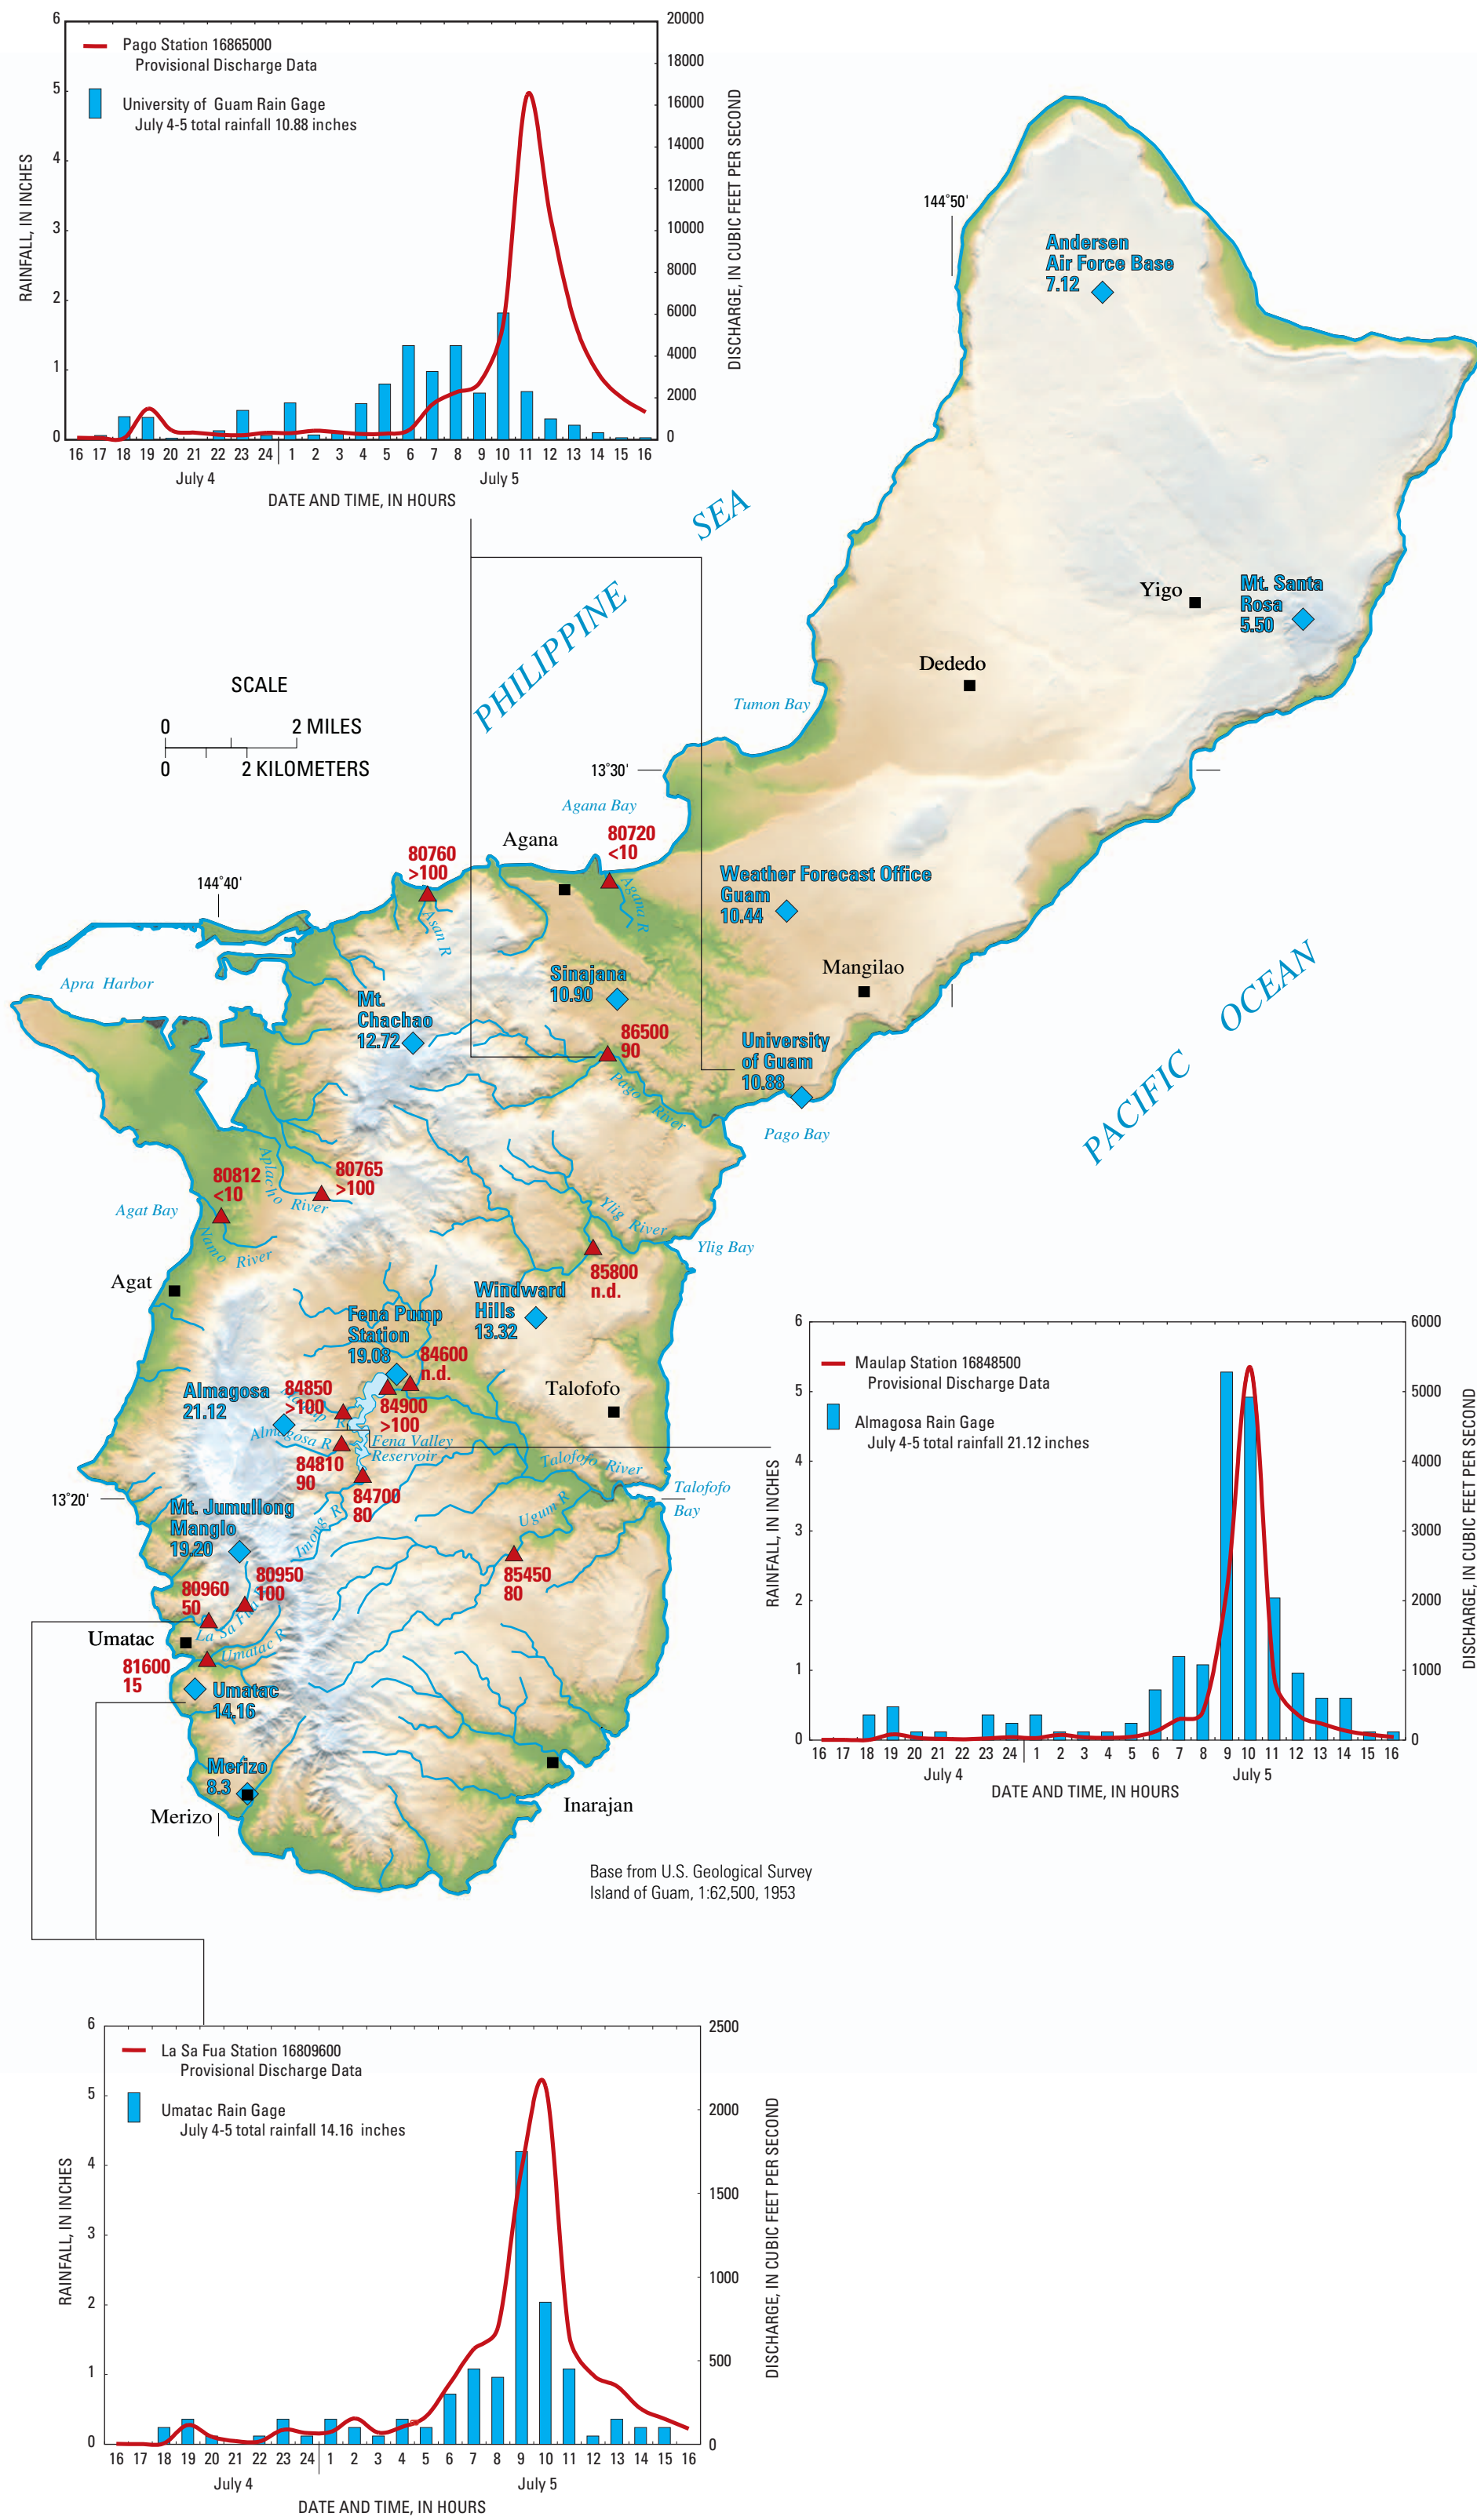 Pago Station 16865000
Provisional Discharge Data
University of Guam Rain Gage
July 4-5 total rainfall 10.88 inches
RAINFALL, IN INCHES
6
5
4
3
2
1
0
20000
18000
16000
14000
12000
10000
8000
6000
4000
2000
0
DISCHARGE, IN CUBIC FEET PER SECOND
16 17 18 19 20 21 22 23 24 1 2 3 4 5 6 7 8 9 10 11 12 13 14 15 16
July 4 July 5
DATE AND TIME, IN HOURS
144°50'
Andersen
Air Force Base
7.12
PHILIPPINE SEA
Yigo
Mt. Santa
Rosa
5.50
Dededo
SCALE
0 2 MILES
0 2 KILOMETERS
Tumon Bay
13°30'
Agana Bay
Agana
80720
<10
80760
>100
144°40'
Asan R
Agana R
Weather Forecast Office
Guam
10.44
Mangilao
Apra Harbor
Sinajana
10.90
Mt.
Chachao
12.72
86500
90
University
of Guam
10.88
Pago River
Pago Bay
PACIFIC OCEAN
80812
<10
80765
>100
Aplacho River
Agat Bay
Namo River
Ylig River
Ylig Bay
85800
n.d.
Agat
Windward
Hills
13.32
Fena Pump
Station
19.08
84600
n.d.
Talofofo
Almagosa
21.12
84850
>100
84900
>100
Almagosa R
Fena Valley
Reservoir
84810
90
84700
80
Talofofo River
Talofofo
Bay
13°20'
Mt. Jumullong
Manglo
19.20
Imong R
Ugum R
85450
80
80950
100
80960
50
La Sa Fua
Umatac
Umatac R
81600
15
Umatac
14.16
Merizo
8.3
Merizo
Inarajan
Base from U.S. Geological Survey
Island of Guam, 1:62,500, 1953
Maulap Station 16848500
Provisional Discharge Data
Almagosa Rain Gage
July 4-5 total rainfall 21.12 inches
RAINFALL, IN INCHES
6
5
4
3
2
1
0
6000
5000
4000
3000
2000
1000
0
DISCHARGE, IN CUBIC FEET PER SECOND
16 17 18 19 20 21 22 23 24 1 2 3 4 5 6 7 8 9 10 11 12 13 14 15 16
July 4 July 5
DATE AND TIME, IN HOURS
La Sa Fua Station 16809600
Provisional Discharge Data
Umatac Rain Gage
July 4-5 total rainfall 14.16 inches
RAINFALL, IN INCHES
6
5
4
3
2
1
0
2500
2000
1500
1000
500
0
DISCHARGE, IN CUBIC FEET PER SECOND
16 17 18 19 20 21 22 23 24 1 2 3 4 5 6 7 8 9 10 11 12 13 14 15 16
July 4 July 5
DATE AND TIME, IN HOURS